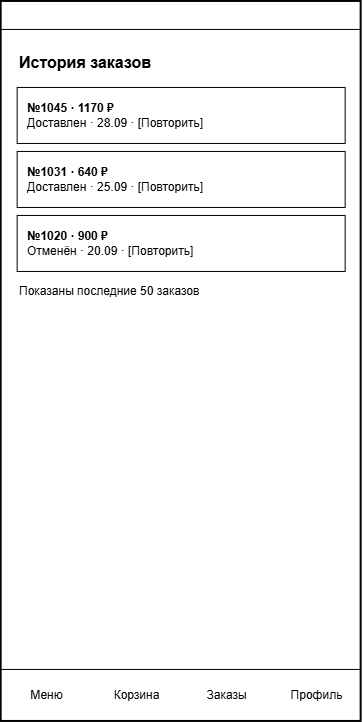 История заказов
№1045 · 1170 ₽
Доставлен · 28.09 · [Повторить]
№1031 · 640 ₽
Доставлен · 25.09 · [Повторить]
№1020 · 900 ₽
Отменён · 20.09 · [Повторить]
Показаны последние 50 заказов
Меню Корзина Заказы Профиль